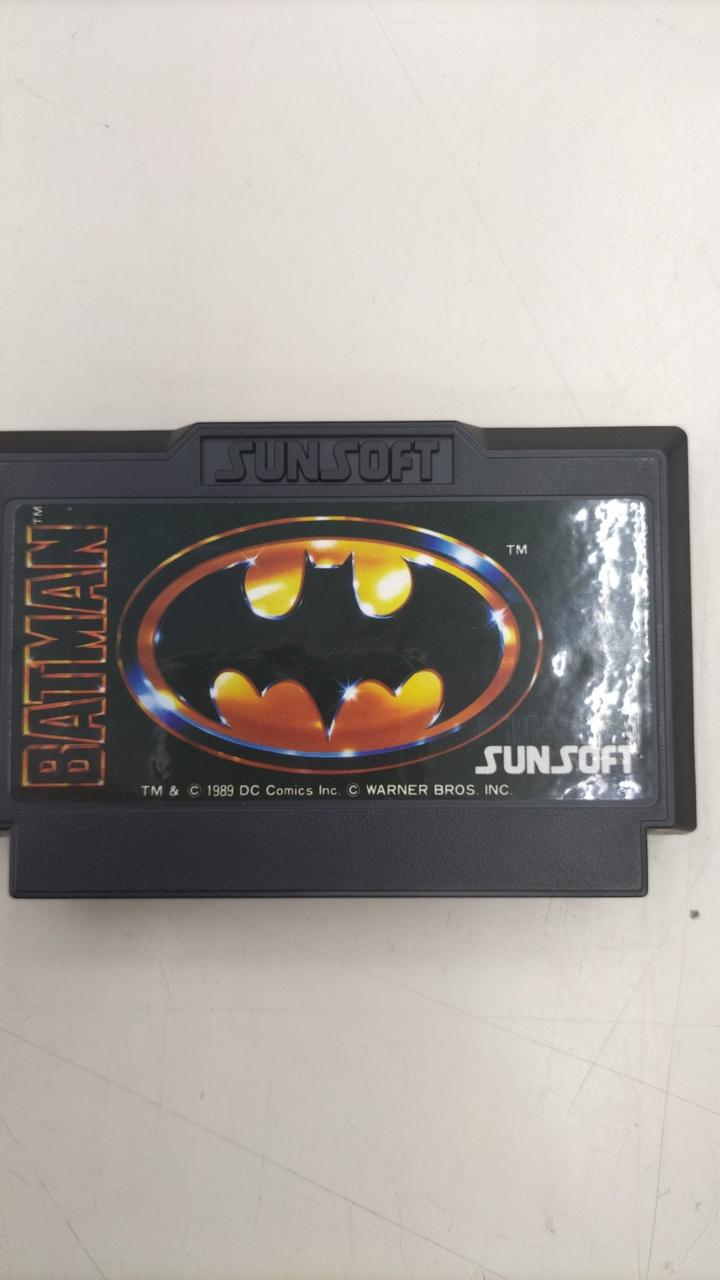 SUNSOFT
BATMAN™
TM
SUNSOFT
TM & © 1989 DC Comics Inc. © WARNER BROS. INC.